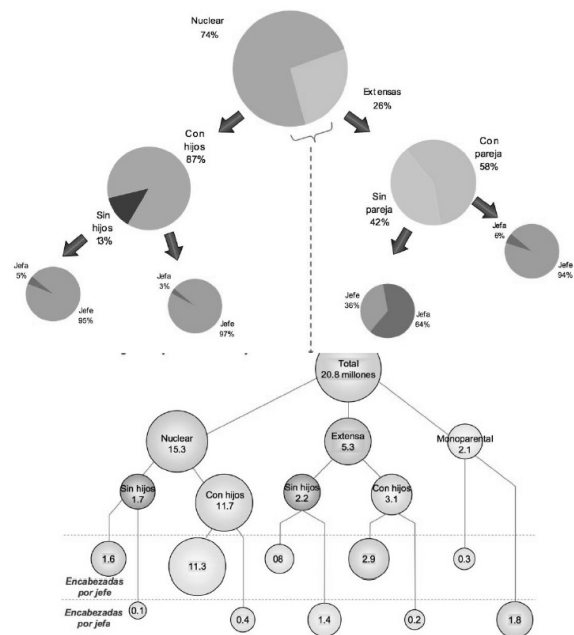 Nuclear
74%
Extensas
26%
Con
hijos
87%
Con
pareja
58%
Sin
hijos
13%
Sin
pareja
42%
Jefa
5%
Jefe
95%
Jefa
3%
Jefe
97%
Jefe
36%
Jefa
64%
Jefa
6%
Jefe
94%
Total
20.8 millones
Nuclear
15.3
Extensa
5.3
Monoparental
2.1
Sin hijos
1.7
Con hijos
11.7
Sin hijos
2.2
Con hijos
3.1
1.6
11.3
08
2.9
0.3
Encabezadas
por jefe
Encabezadas
por jefa
0.1
0.4
1.4
0.2
1.8